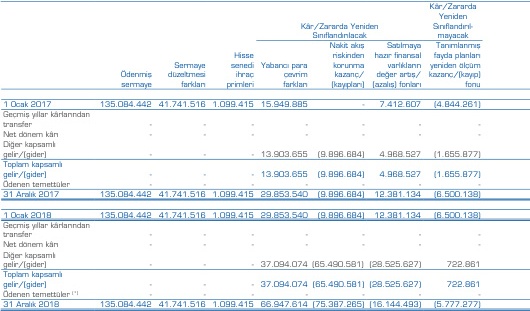 Kâr/Zararda
Yeniden
Kâr/Zararda Yeniden Sınıflandırıl-
Sınıflandırılacak mayacak
Nakit akış Satılmaya Tanımlanmış
Hisse riskinden hazır finansal fayda planları
Sermaye senedi Yabancı para korunma varlıkların yeniden ölçüm
Ödenmiş düzeltmesi ihraç çevrim kazanç/ değer artış/ kazanç/(kayıp)
sermaye farkları primleri farkları (kayıpları) (azalış) fonları fonu
1 Ocak 2017 135.084.442 41.741.516 1.099.415 15.949.885 - 7.412.607 (4.844.261)
Geçmiş yıllar kârlarından
transfer - - - - - - -
Net dönem kârı - - - - - - -
Diğer kapsamlı
gelir/(gider) - - - 13.903.655 (9.896.684) 4.968.527 (1.655.877)
Toplam kapsamlı
gelir/(gider) - - - 13.903.655 (9.896.684) 4.968.527 (1.655.877)
Ödenen temettüler - - - - - - -
31 Aralık 2017 135.084.442 41.741.516 1.099.415 29.853.540 (9.896.684) 12.381.134 (6.500.138)
1 Ocak 2018 135.084.442 41.741.516 1.099.415 29.853.540 (9.896.684) 12.381.134 (6.500.138)
Geçmiş yıllar kârlarından
transfer - - - - - - -
Net dönem kârı - - - - - - -
Diğer kapsamlı
gelir/(gider) - - - 37.094.074 (65.490.581) (28.525.627) 722.861
Toplam kapsamlı
gelir/(gider) - - - 37.094.074 (65.490.581) (28.525.627) 722.861
Ödenen temettüler (*) - - - - - - -
31 Aralık 2018 135.084.442 41.741.516 1.099.415 66.947.614 (75.387.265) (16.144.493) (5.777.277)